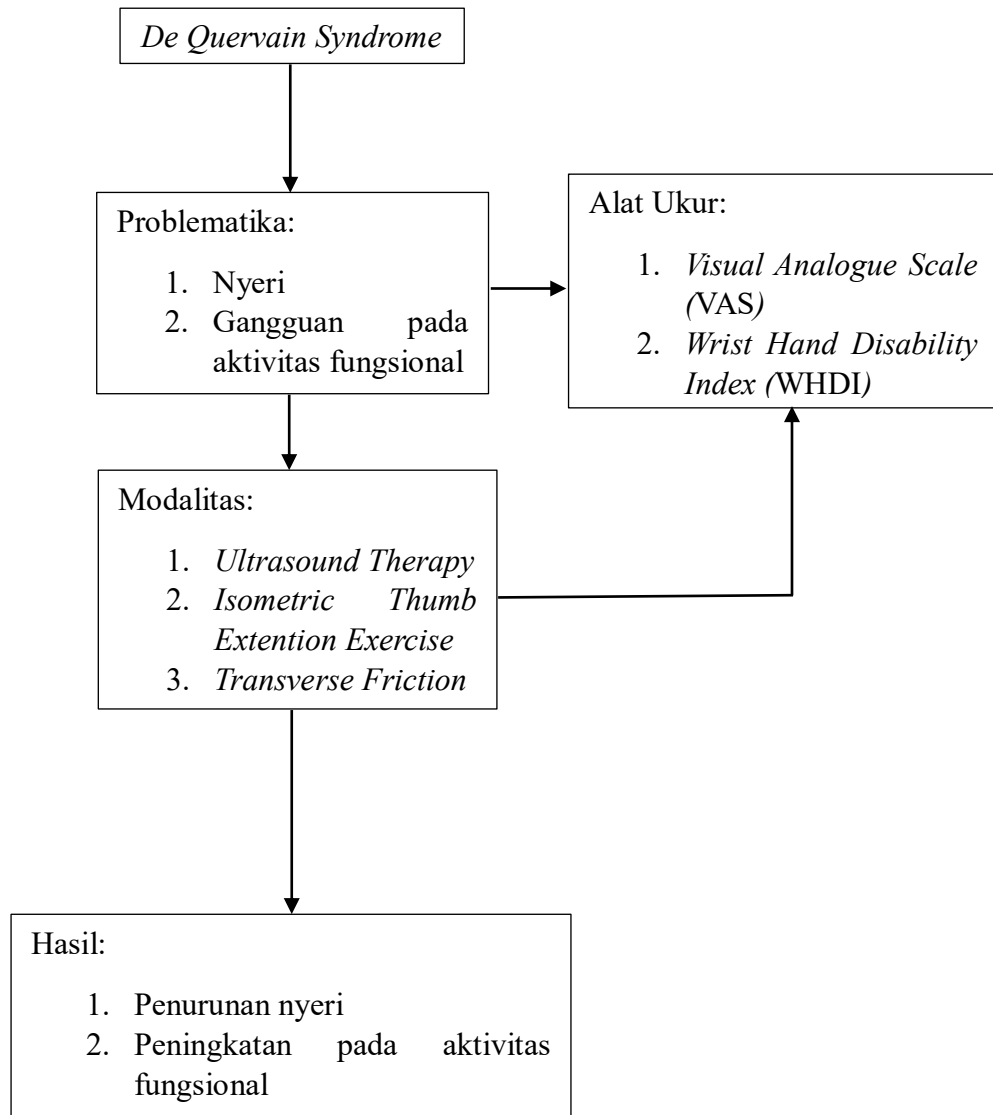 De Quervain Syndrome
Problematika:
1. Nyeri
2. Gangguan pada
aktivitas fungsional
Alat Ukur:
1. Visual Analogue Scale
(VAS)
2. Wrist Hand Disability
Index (WHDI)
Modalitas:
1. Ultrasound Therapy
2. Isometric Thumb
Extention Exercise
3. Transverse Friction
Hasil:
1. Penurunan nyeri
2. Peningkatan pada aktivitas
fungsional